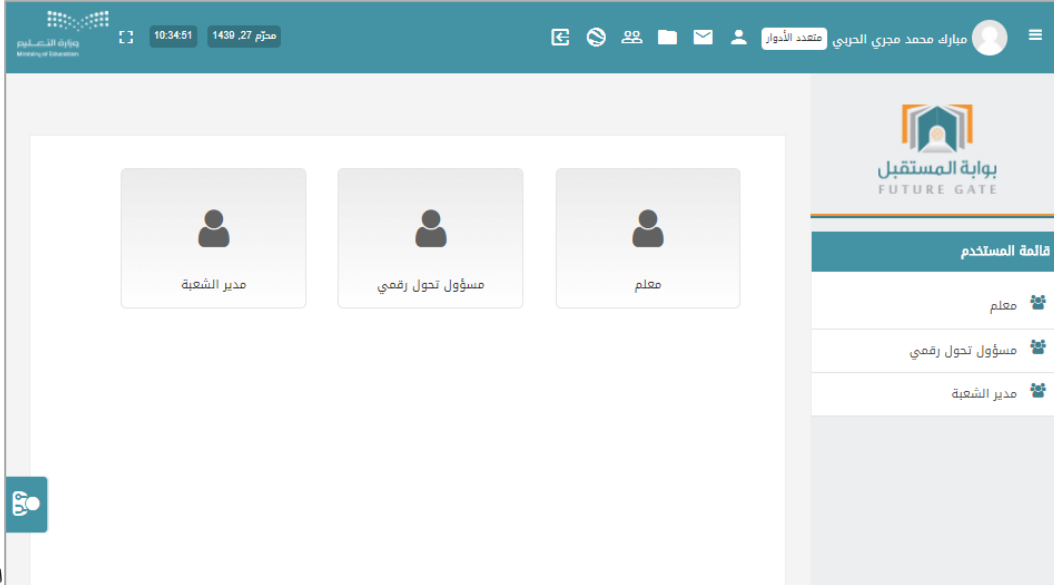 مبارك محمد مجري الحربي متعدد الأدوار
محرّم 27, 1439
10:34:51
وزارة التـعـــليم
Ministry of Education
بوابة المستقبل
FUTURE GATE
قائمة المستخدم
معلم
مسؤول تحول رقمي
مدير الشعبة
معلم
مسؤول تحول رقمي
مدير الشعبة